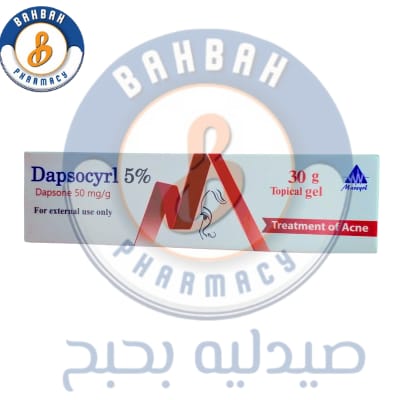 BAHBAH
PHARMACY
BAHBAH
PHARMACY
Dapsocyrl 5%
Dapsone 50 mg/g
For external use only
30 g
Topical gel
Macryl
Treatment of Acne
صيدليه بحبح